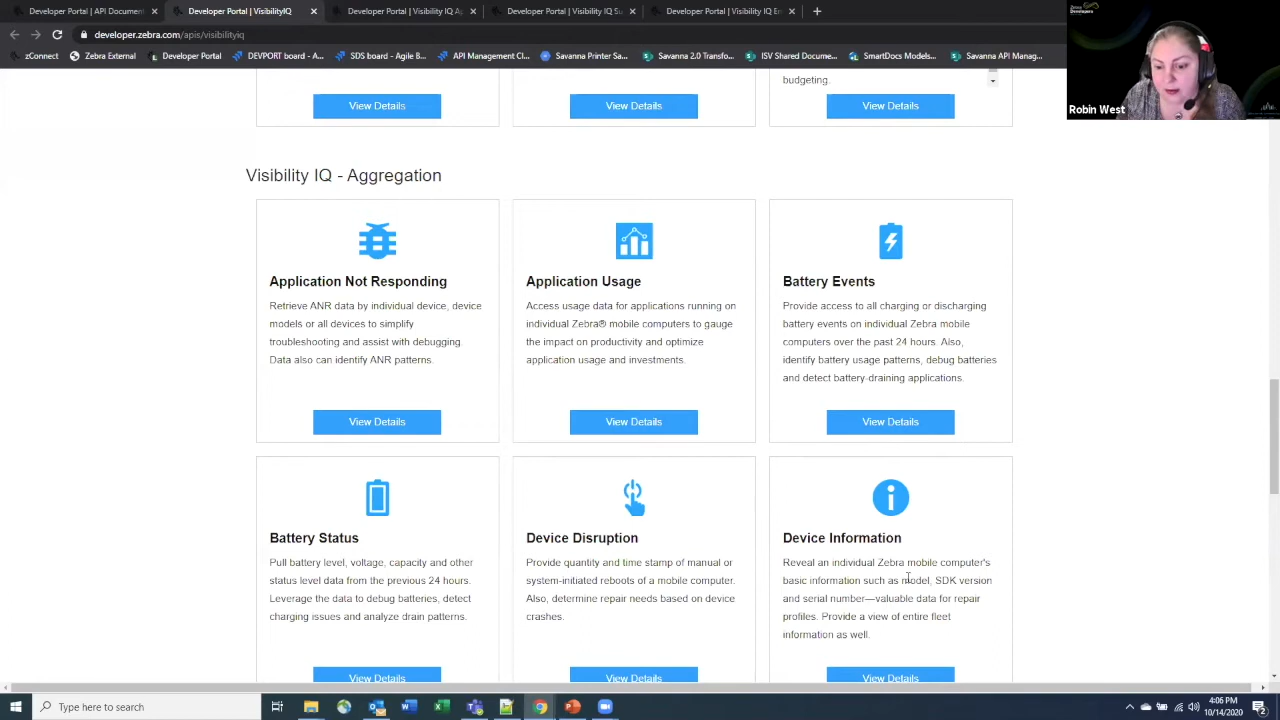 Developer Portal | API Document
Developer Portal | VisibilityIQ
Developer Portal | Visibility IQ A
Developer Portal | Visibility IQ Su
Developer Portal | Visibility IQ En
developer.zebra.com/apis/visibilityiq
zConnect
Zebra External
Developer Portal
DEVPORT board - A...
SDS board - Agile B...
API Management Cl...
Savanna Printer Sa...
Savanna 2.0 Transfo...
ISV Shared Docume...
SmartDocs Models...
Savanna API Manag...
Robin West
budgeting.
View Details
View Details
View Details
Visibility IQ - Aggregation
Application Not Responding
Retrieve ANR data by individual device, device
models or all devices to simplify
troubleshooting and assist with debugging.
Data also can identify ANR patterns.
View Details
Application Usage
Access usage data for applications running on
individual Zebra® mobile computers to gauge
the impact on productivity and optimize
application usage and investments.
View Details
Battery Events
Provide access to all charging or discharging
battery events on individual Zebra mobile
computers over the past 24 hours. Also,
identify battery usage patterns, debug batteries
and detect battery-draining applications.
View Details
Battery Status
Pull battery level, voltage, capacity and other
status level data from the previous 24 hours.
Leverage the data to debug batteries, detect
charging issues and analyze drain patterns.
View Details
Device Disruption
Provide quantity and time stamp of manual or
system-initiated reboots of a mobile computer.
Also, determine repair needs based on device
crashes.
View Details
Device Information
Reveal an individual Zebra mobile computer's
basic information such as model, SDK version
and serial number—valuable data for repair
profiles. Provide a view of entire fleet
information as well.
View Details
Type here to search
4:06 PM
10/14/2020
2